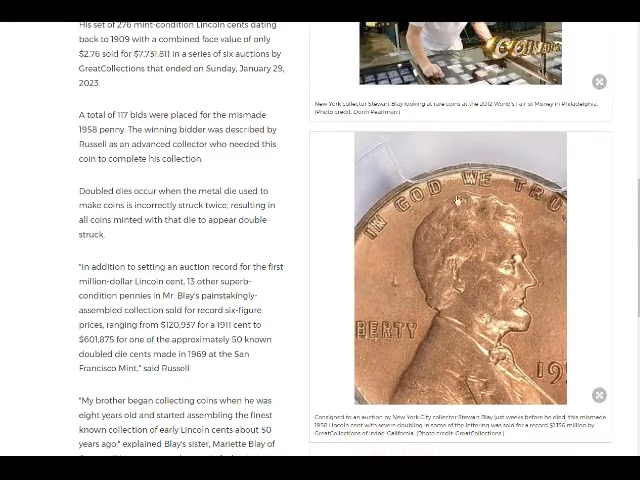 His set of 276 mint-condition Lincoln cents dating
back to 1909 with a combined face value of only
$2.76 sold for $7,731,811 in a series of six auctions by
GreatCollections that ended on Sunday, January 29,
2023.
A total of 117 bids were placed for the mismade
1958 penny. The winning bidder was described by
Russell as an advanced collector who needed this
coin to complete his collection.
Doubled dies occur when the metal die used to
make coins is incorrectly struck twice, resulting in
all coins minted with that die to appear double-
struck.
"In addition to setting an auction record for the first
million-dollar Lincoln cent, 13 other superb-
condition pennies in Mr. Blay's painstakingly-
assembled collection sold for record six-figure
prices, ranging from $120,937 for a 1911 cent to
$601,875 for one of the approximately 50 known
doubled die cents made in 1969 at the San
Francisco Mint," said Russell.
"My brother began collecting coins when he was
eight years old and started assembling the finest
known collection of early Lincoln cents about 50
years ago," explained Blay's sister, Mariette Blay of
New York collector Stewart Blay looking at rare coins at the 2012 World's Fair of Money in Philadelphia.
(Photo credit: Donn Pearlman)
IN GOD WE TRU
BERTY
19
Consigned to an auction by New York City collector Stewart Blay just weeks before he died, this mismade
1958 Lincoln cent with severe doubling in some of the lettering was sold for a record $1.136 million by
GreatCollections of Irvine, California. (Photo credit: GreatCollections)